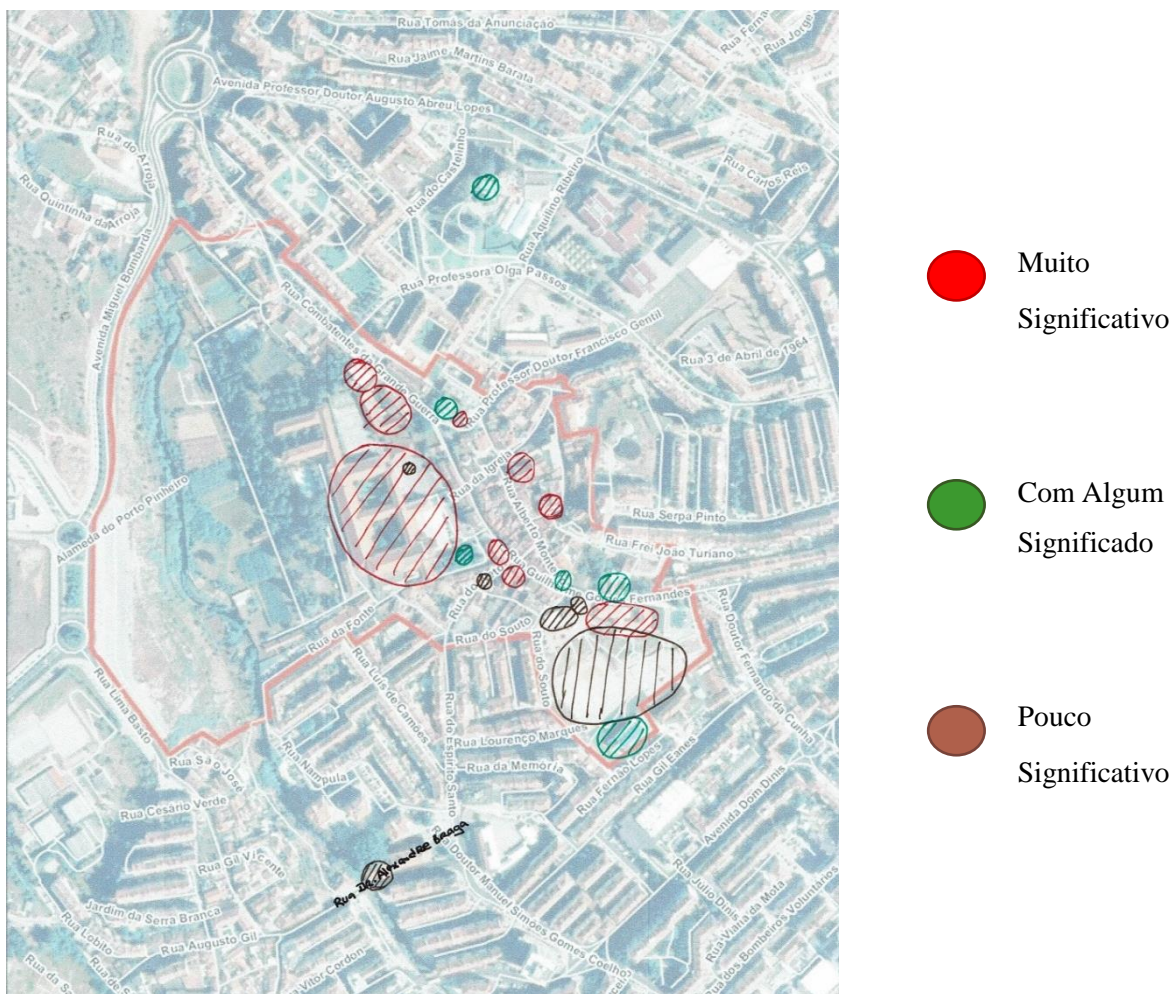 Rua Tomás da Anunciação
Rua Jaime Martins Barata
Avenida Professor Doutor Augusto Abreu Lopes
Rua do Arroja
Rua Quintinha da Arroja
Rua do Castelinho
Rua Aquilino Ribeiro
Rua Carlos Reis
Avenida Miguel Bombarda
Rua Professora Olga Passos
Rua Combatentes da Grande Guerra
Rua Professor Doutor Francisco Gentil
Rua 3 de Abril de 1964
Muito
Significativo
Rua da Igreja
Rua Alberto Monte
Rua Serpa Pinto
Com Algum
Significado
Alameda do Porto Pinheiro
Rua Frei João Turiano
Fernandes
Rua da Fonte
Rua do Souto
Rua do Souto
Rua Doutor Fernando da Cunha
Rua Lima Basto
Rua Luis de Camões
Rua do Espirito Santo
Rua Lourenço Marques
Pouco
Significativo
Rua São José
Rua Nampula
Rua da Memória
Rua Fernão Lopes
Rua Gil Eanes
Avenida Dom Dinis
Rua Cesário Verde
Rua Gil Vicente
Rua Dr. Alexandre Braga
Rua Doutor Manuel Simões Gomes Coelho
Rua Julio Dinis
Rua Viana da Mota
Rua dos Bombeiros Voluntários
Jardim da Serra Branca
Rua Lobito
Rua Augusto Gil
Rua Vitor Cordon